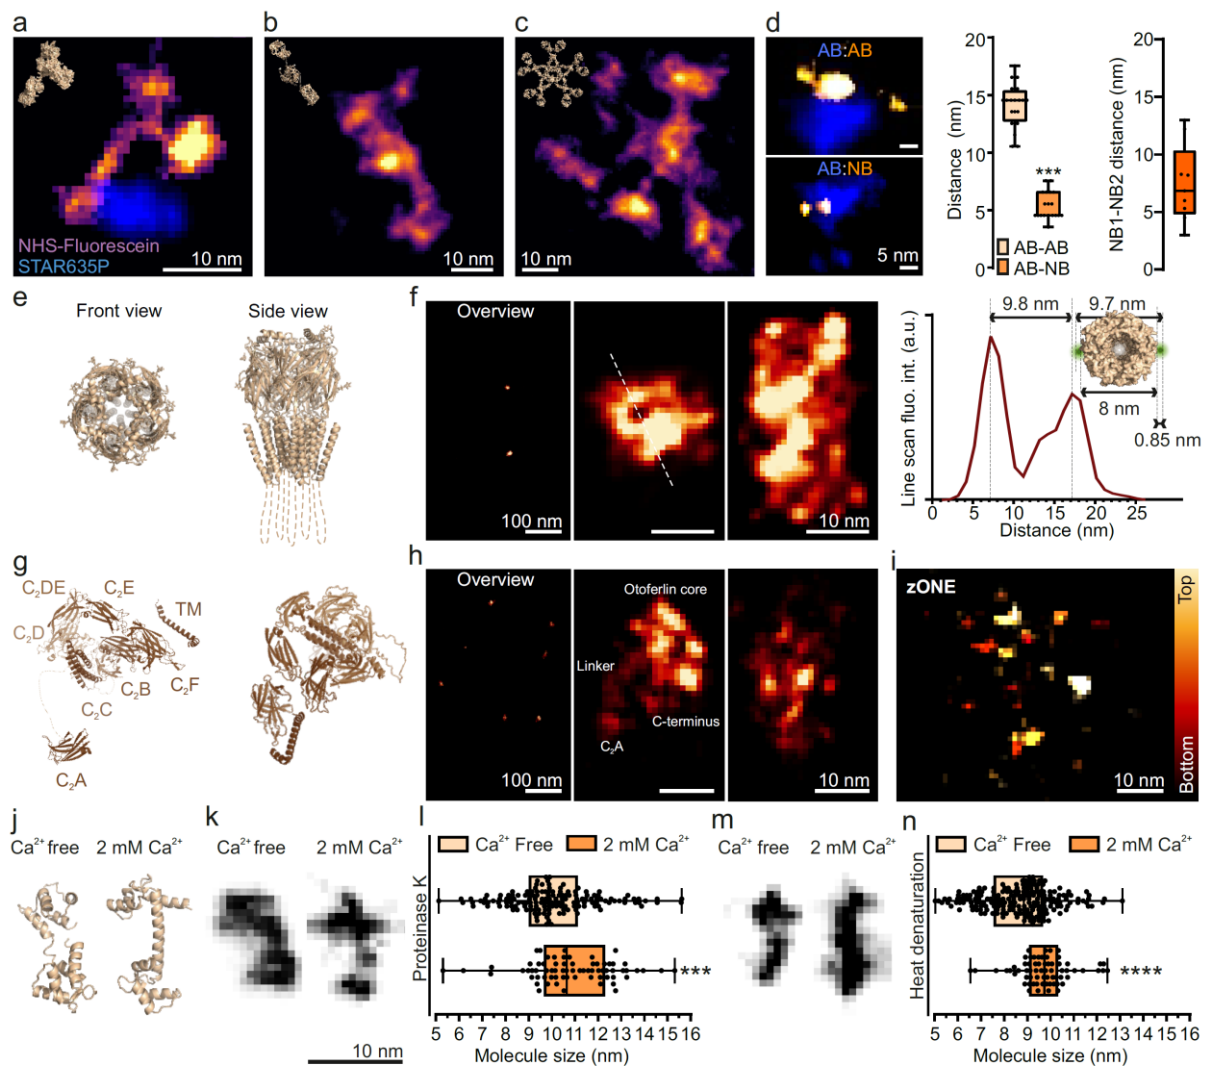 a
NHS-Fluorescein
STAR635P
10 nm
b
10 nm
c
10 nm
d
AB:AB
AB:NB
5 nm
Distance (nm)
20
15
10
5
0
***
AB-AB
AB-NB
NB1-NB2 distance (nm)
20
15
10
5
0
e
Front view
Side view
f
Overview
100 nm
10 nm
Line scan fluo. int. (a.u.)
9.8 nm
9.7 nm
8 nm
0.85 nm
0 5 10 15 20 25
Distance (nm)
g
C₂DE
C₂E
TM
C₂D
C₂B
C₂F
C₂C
C₂A
h
Overview
100 nm
Otoferlin core
Linker
C-terminus
C₂A
10 nm
i
zONE
Top
Bottom
10 nm
j
Ca²⁺ free
2 mM Ca²⁺
k
Ca²⁺ free
2 mM Ca²⁺
10 nm
l
Ca²⁺ Free
2 mM Ca²⁺
Proteinase K
***
5 6 7 8 9 10 11 12 13 14 15 16
Molecule size (nm)
m
Ca²⁺ free
2 mM Ca²⁺
n
Ca²⁺ Free
2 mM Ca²⁺
Heat denaturation
****
5 6 7 8 9 10 11 12 13 14 15 16
Molecule size (nm)